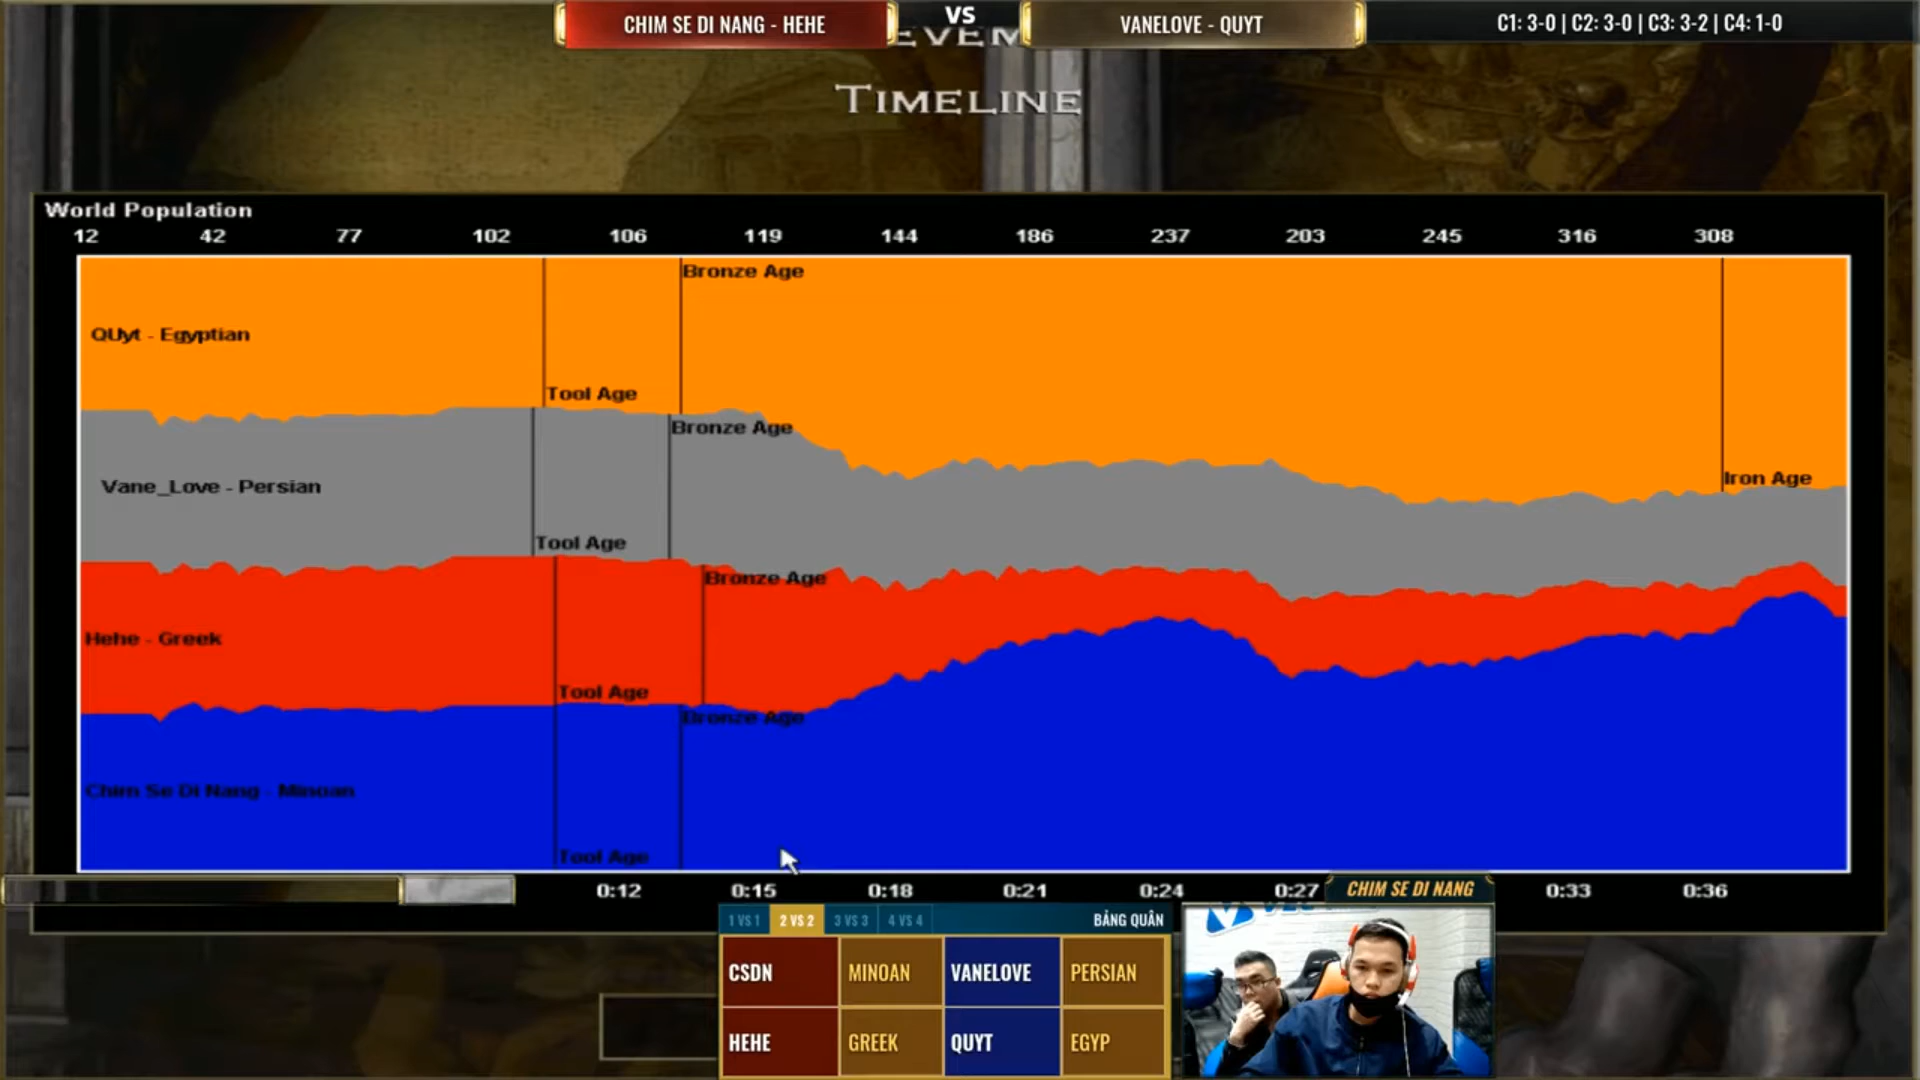 CHIM SE DI NANG - HEHE
VS
VANELOVE - QUYT
C1: 3-0 | C2: 3-0 | C3: 3-2 | C4: 1-0
TIMELINE
World Population
12 42 77 102 106 119 144 186 237 203 245 316 308
Bronze Age
QUyt - Egyptian
Tool Age
Bronze Age
Iron Age
Vane_Love - Persian
Tool Age
Bronze Age
Hehe - Greek
Tool Age
Bronze Age
Chim Se Di Nang - Minoan
Tool Age
0:12 0:15 0:18 0:21 0:24 0:27 0:33 0:36
CHIM SE DI NANG
1 VS 1 2 VS 2 3 VS 3 4 VS 4 BẢNG QUÂN
CSDN MINOAN VANELOVE PERSIAN
HEHE GREEK QUYT EGYP